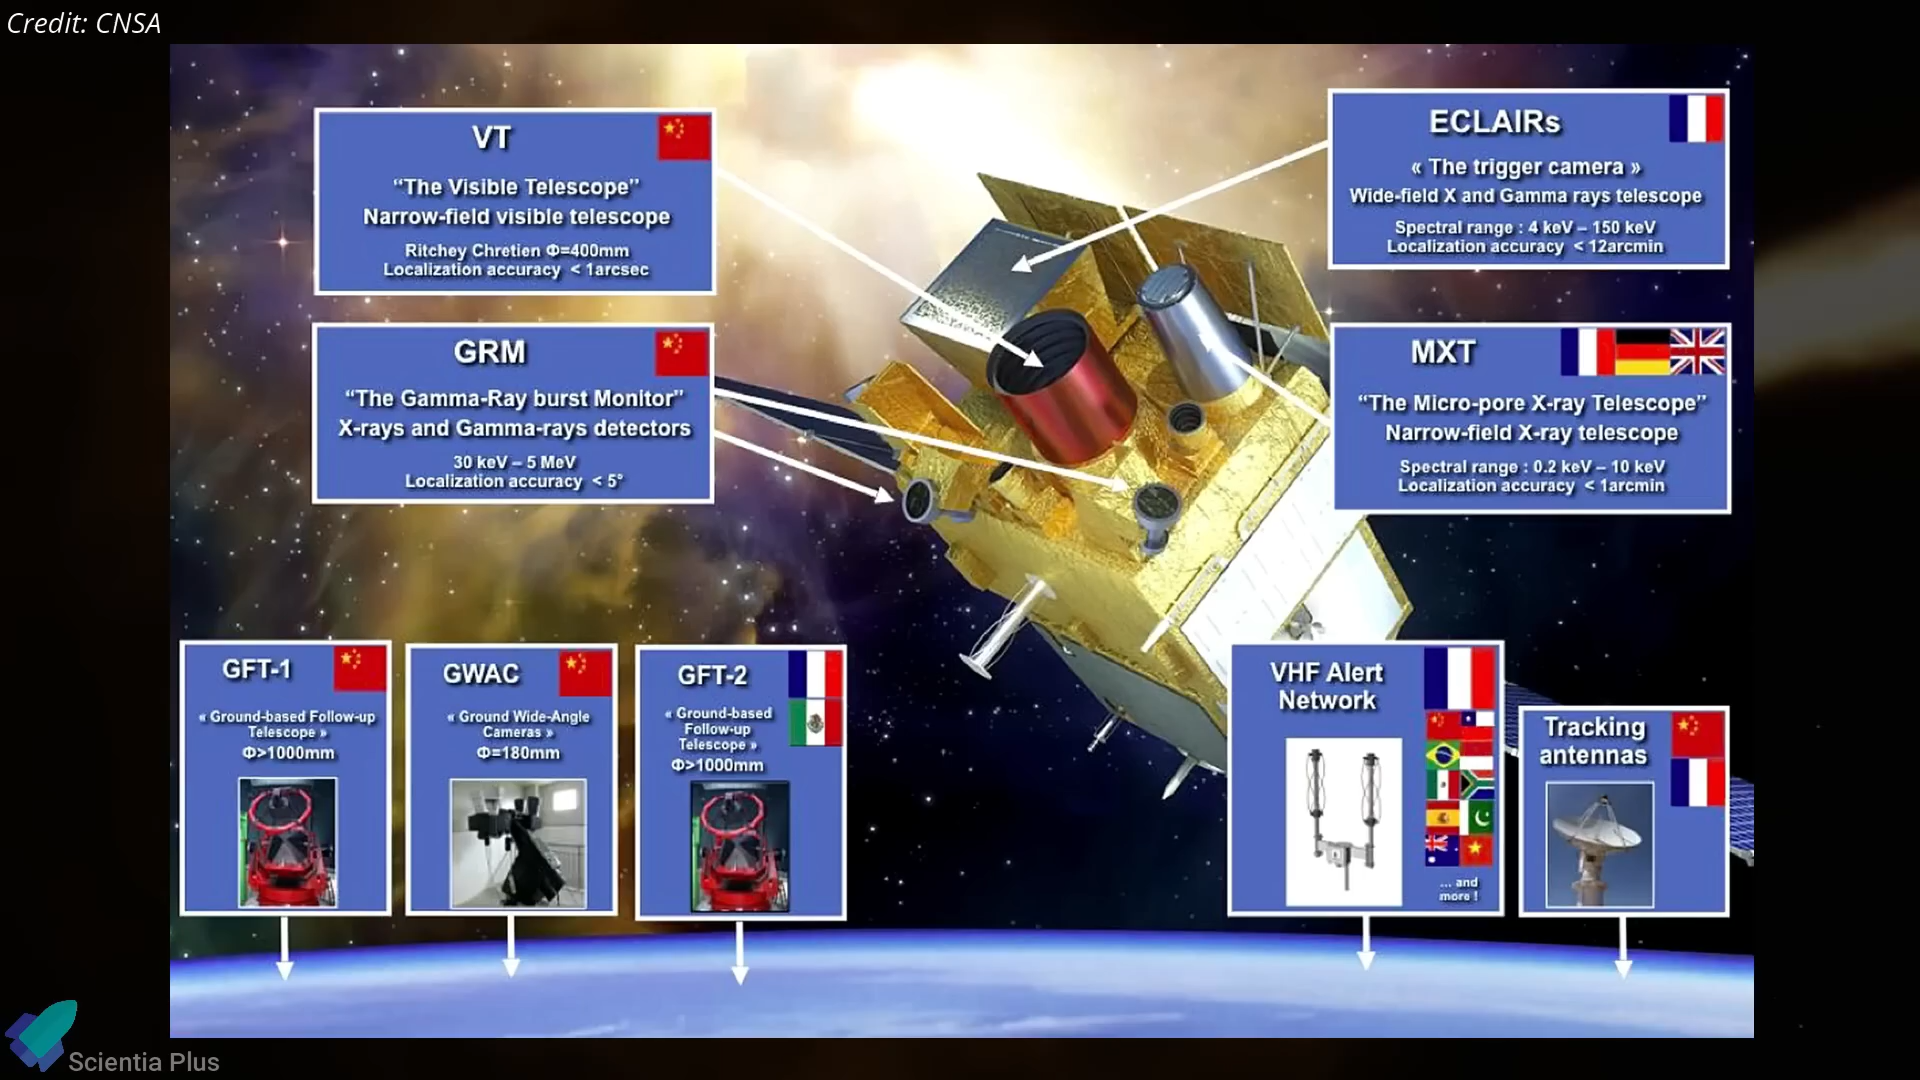 Credit: CNSA
VT
“The Visible Telescope”
Narrow-field visible telescope
Ritchey Chretien Φ=400mm
Localization accuracy < 1arcsec
ECLAIRs
« The trigger camera »
Wide-field X and Gamma rays telescope
Spectral range : 4 keV – 150 keV
Localization accuracy < 12arcmin
GRM
“The Gamma-Ray burst Monitor”
X-rays and Gamma-rays detectors
30 keV – 5 MeV
Localization accuracy < 5°
MXT
“The Micro-pore X-ray Telescope”
Narrow-field X-ray telescope
Spectral range : 0.2 keV – 10 keV
Localization accuracy < 1arcmin
GFT-1
« Ground-based Follow-up
Telescope »
Φ>1000mm
GWAC
« Ground Wide-Angle
Cameras »
Φ=180mm
GFT-2
« Ground-based
Follow-up
Telescope »
Φ>1000mm
VHF Alert
Network
... and
more !
Tracking
antennas
Scientia Plus